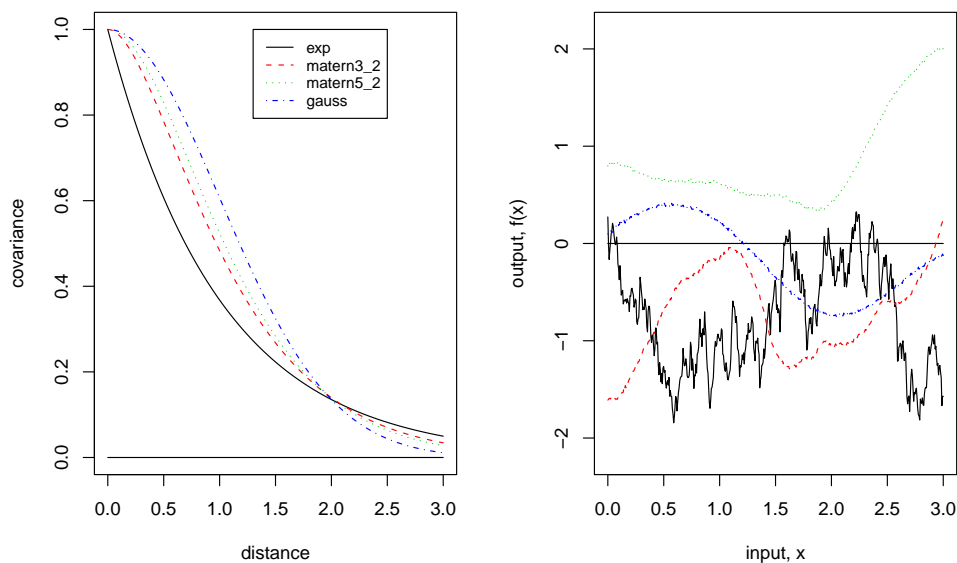 covariance
1.0
0.8
0.6
0.4
0.2
0.0
exp
matern3_2
matern5_2
gauss
0.0 0.5 1.0 1.5 2.0 2.5 3.0
distance
output, f(x)
2
1
0
−1
−2
0.0 0.5 1.0 1.5 2.0 2.5 3.0
input, x